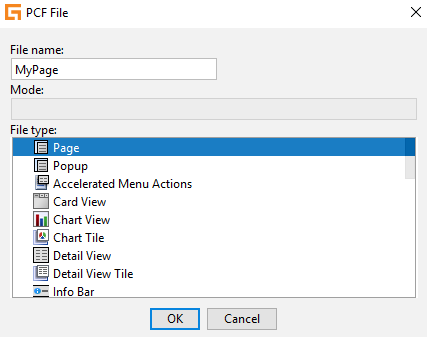 PCF File
File name:
MyPage
Mode:
File type:
Page
Popup
Accelerated Menu Actions
Card View
Chart View
Chart Tile
Detail View
Detail View Tile
Info Bar
OK
Cancel